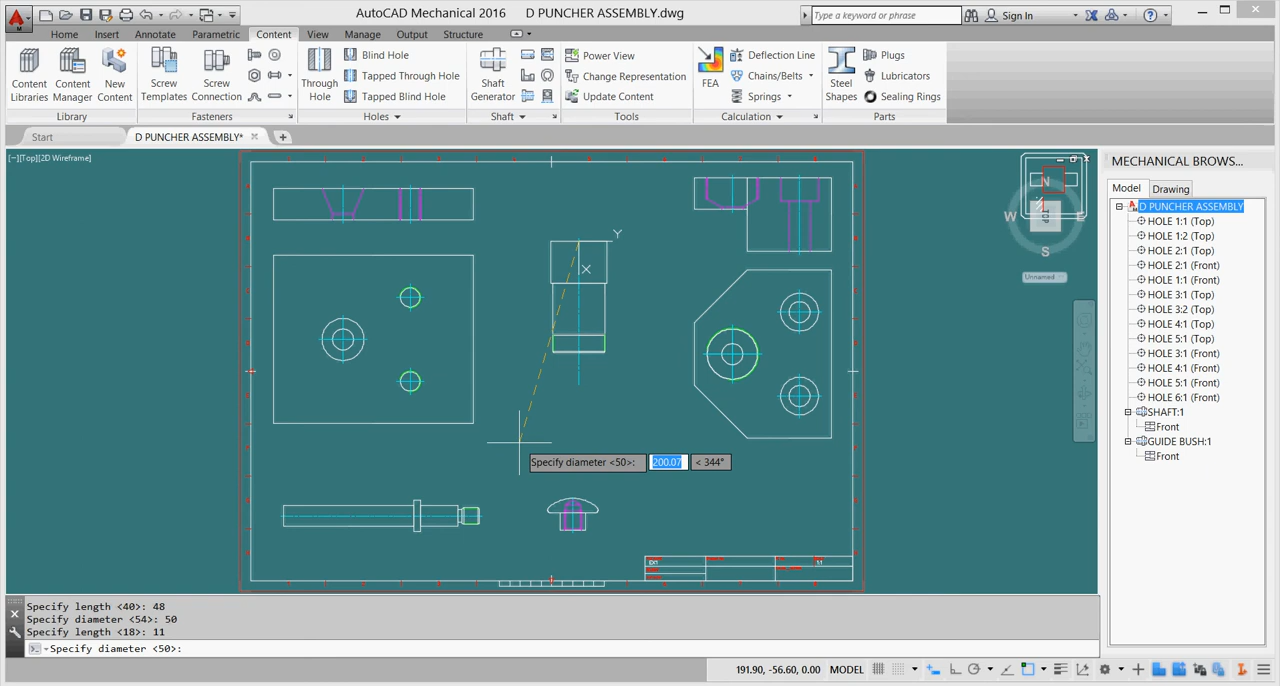 AutoCAD Mechanical 2016 D PUNCHER ASSEMBLY.dwg
Type a keyword or phrase
Sign In
Home Insert Annotate Parametric Content View Manage Output Structure
Content Libraries
Content Manager
New Content
Library
Screw Templates
Screw Connection
Fasteners
Through Hole
Blind Hole
Tapped Through Hole
Tapped Blind Hole
Holes
Shaft Generator
Shaft
Power View
Change Representation
Update Content
Tools
FEA
Deflection Line
Chains/Belts
Springs
Calculation
Steel Shapes
Plugs
Lubricators
Sealing Rings
Parts
Start
D PUNCHER ASSEMBLY*
[−][Top][2D Wireframe]
Y
X
N
W
TOP
E
S
Unnamed
Specify diameter <50>: 200.07 < 344°
MECHANICAL BROWS...
Model Drawing
D PUNCHER ASSEMBLY
HOLE 1:1 (Top)
HOLE 1:2 (Top)
HOLE 2:1 (Top)
HOLE 2:1 (Front)
HOLE 1:1 (Front)
HOLE 3:1 (Top)
HOLE 3:2 (Top)
HOLE 4:1 (Top)
HOLE 5:1 (Top)
HOLE 3:1 (Front)
HOLE 4:1 (Front)
HOLE 5:1 (Front)
HOLE 6:1 (Front)
SHAFT:1
Front
GUIDE BUSH:1
Front
Specify length <40>: 48
Specify diameter <54>: 50
Specify length <18>: 11
Specify diameter <50>:
191.90, -56.60, 0.00 MODEL